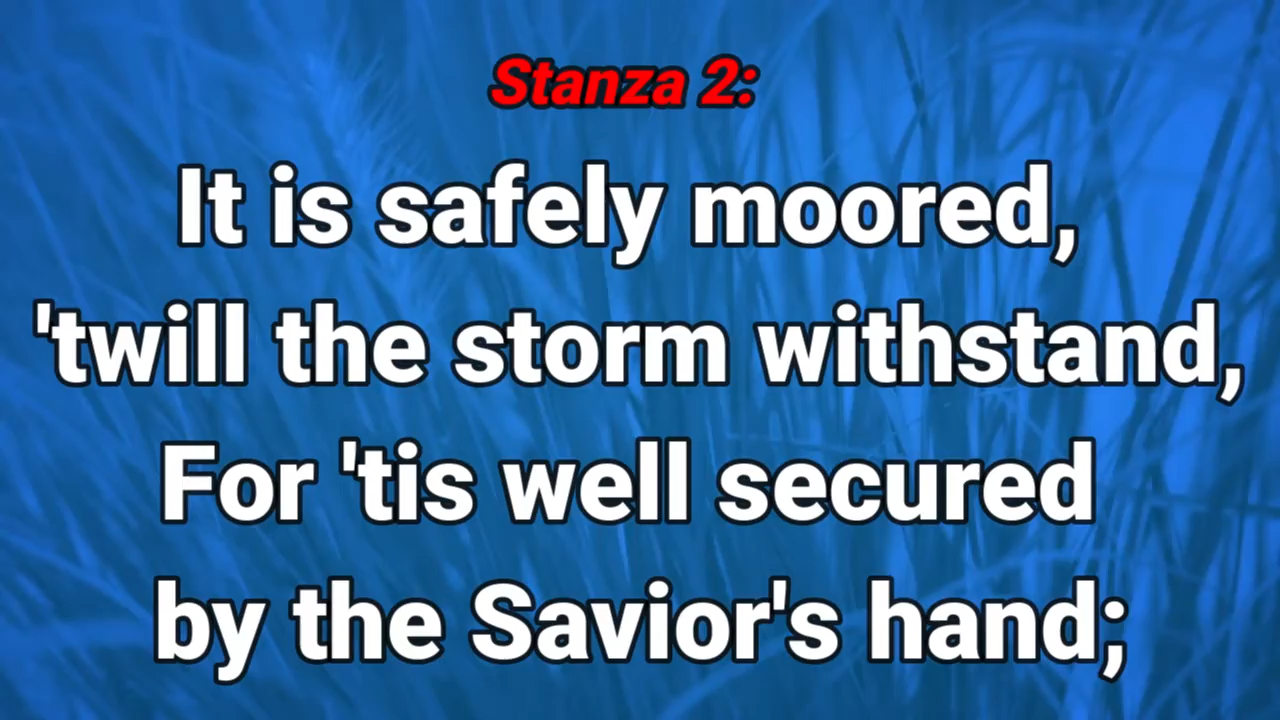 Stanza 2:
It is safely moored,
'twill the storm withstand,
For 'tis well secured
by the Savior's hand;